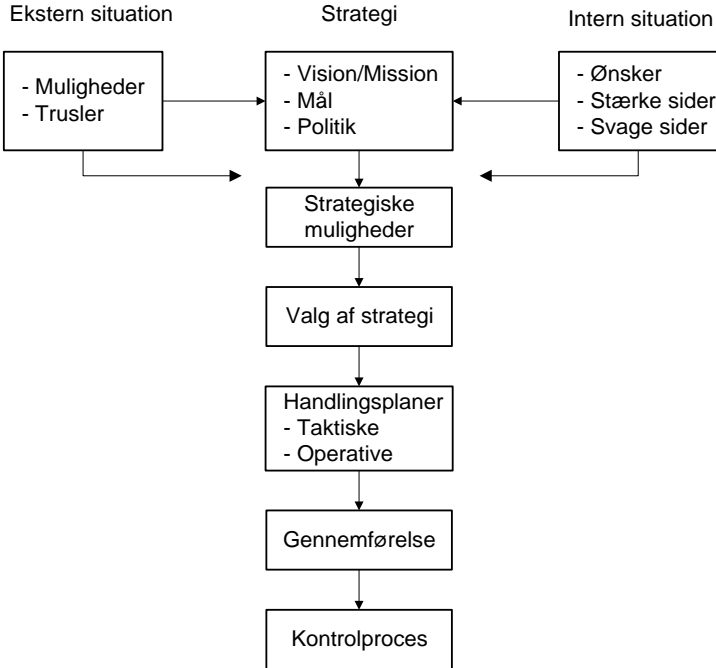 Ekstern situation
Strategi
Intern situation
- Muligheder
- Trusler
- Vision/Mission
- Mål
- Politik
- Ønsker
- Stærke sider
- Svage sider
Strategiske
muligheder
Valg af strategi
Handlingsplaner
- Taktiske
- Operative
Gennemførelse
Kontrolproces